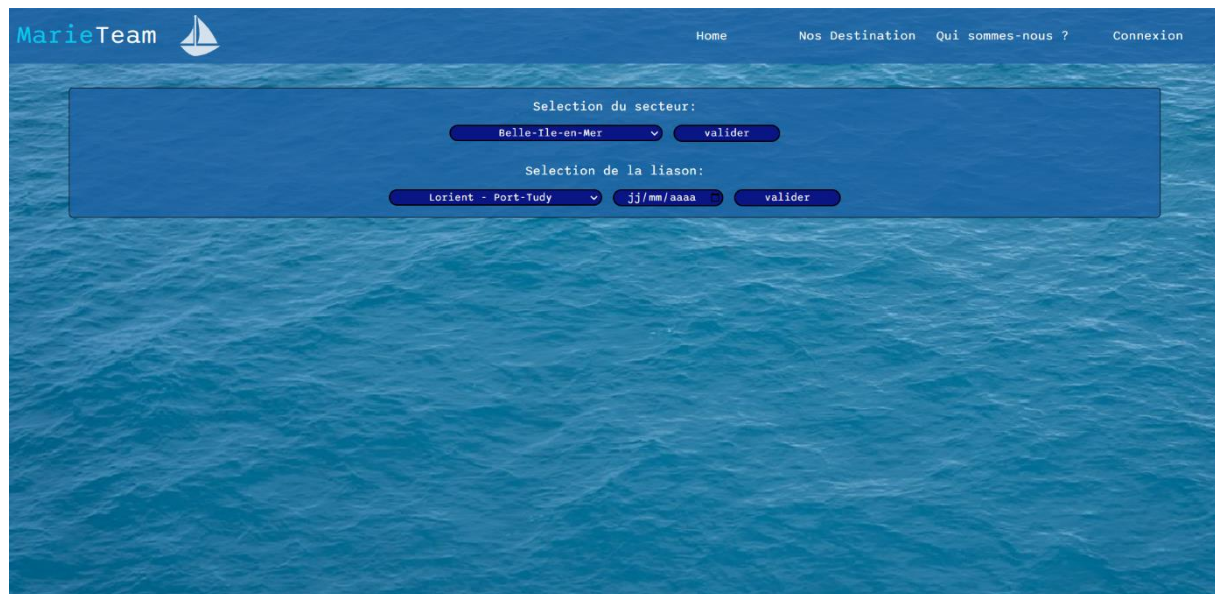 MarieTeam Home Nos Destination Qui sommes-nous ? Connexion
Selection du secteur:
Belle-Ile-en-Mer valider
Selection de la liason:
Lorient - Port-Tudy jj/mm/aaaa valider